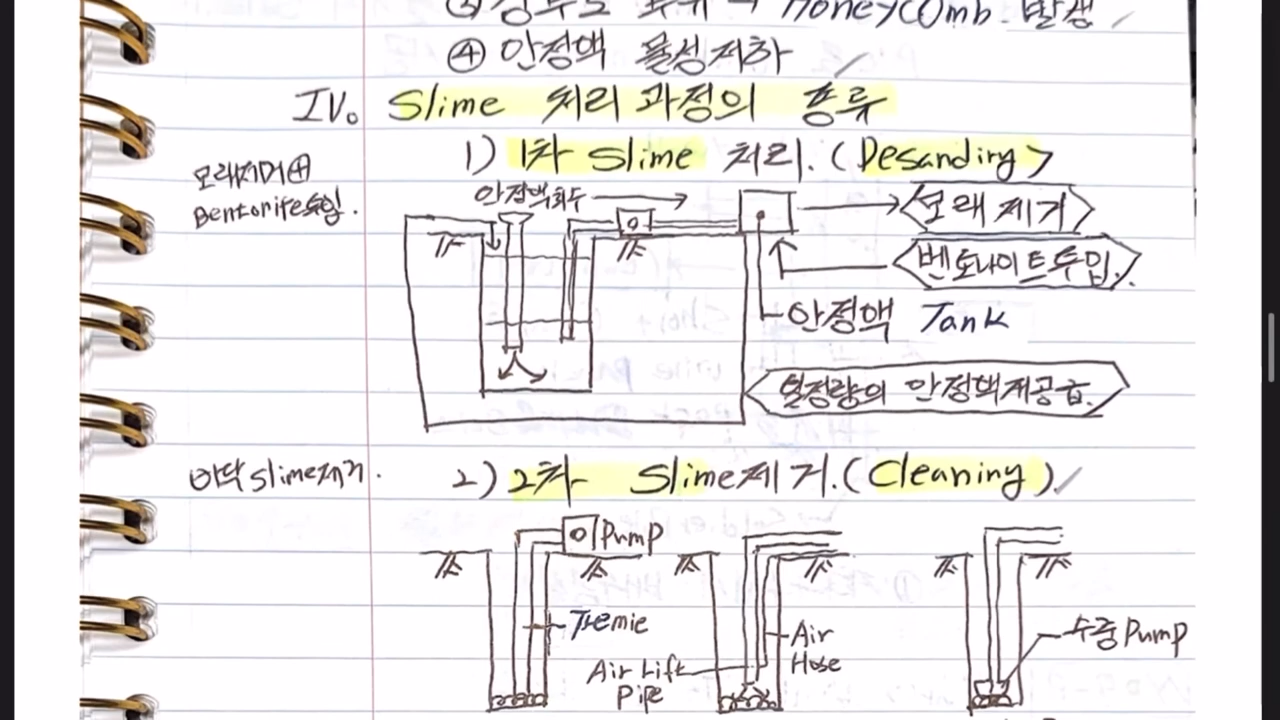 Honeycomb 발생
④ 안정액 품성저하
IV. Slime 처리 과정의 종류
1) 1차 Slime 처리. (Desanding)
모래제거 ⊕
Bentonite투입.
안정액회수
모래제거
벤토나이트투입.
안정액 Tank
일정량의 안정액재공급.
바닥 Slime제거.
2) 2차 Slime제거. (Cleaning)
Pump
Tremie
Air Hose
Air Lift Pipe
수중 Pump